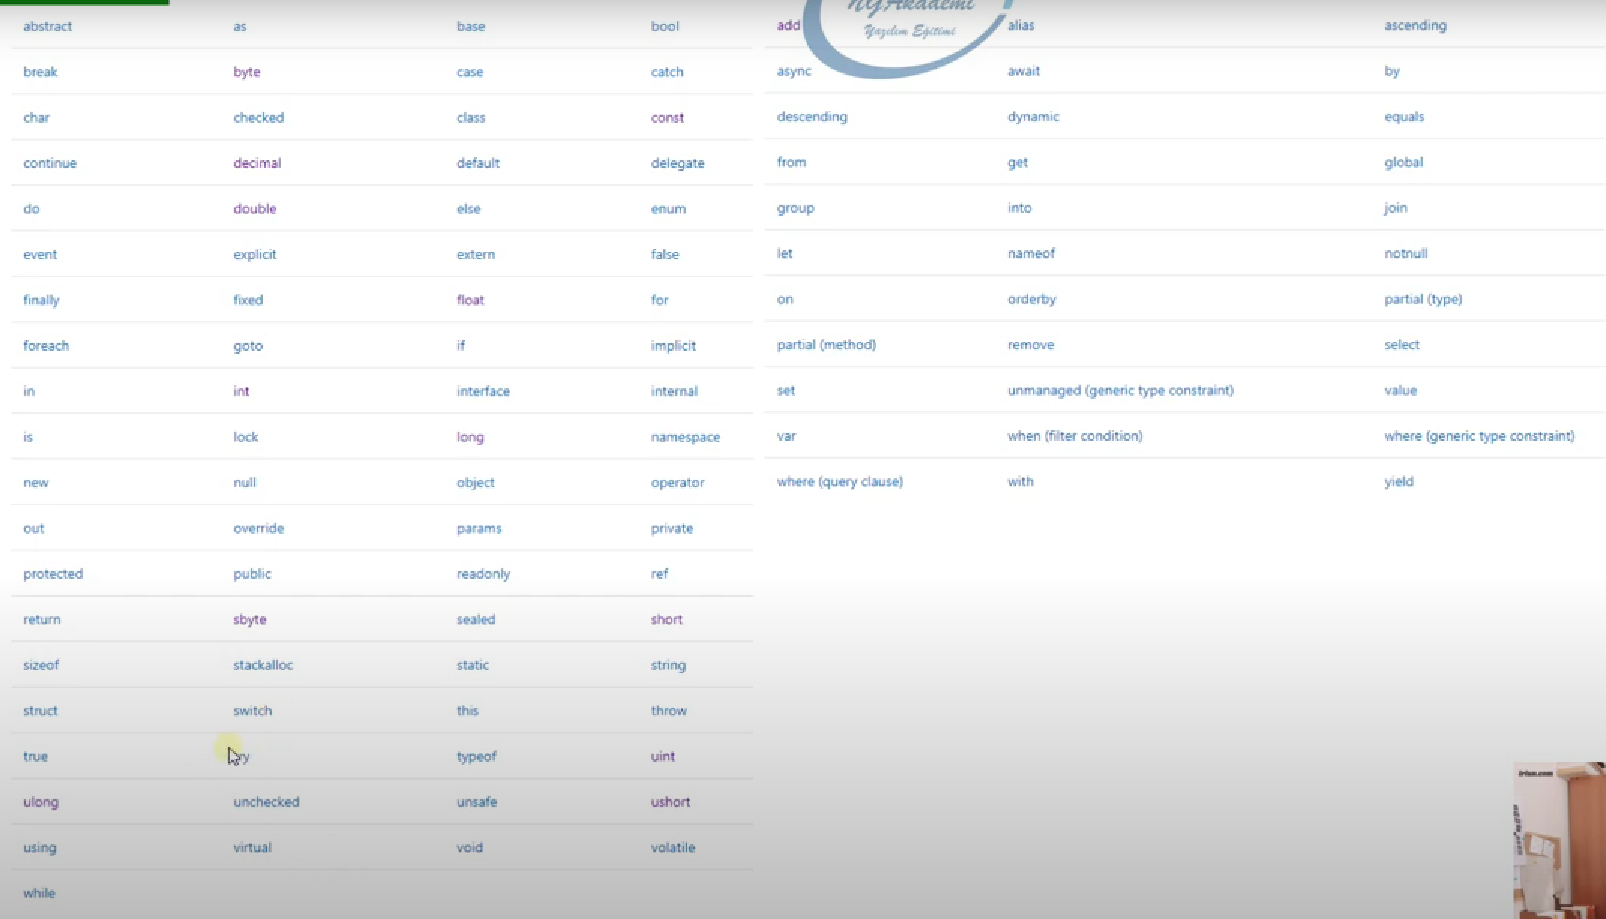 abstract as base bool
break byte case catch
char checked class const
continue decimal default delegate
do double else enum
event explicit extern false
finally fixed float for
foreach goto if implicit
in int interface internal
is lock long namespace
new null object operator
out override params private
protected public readonly ref
return sbyte sealed short
sizeof stackalloc static string
struct switch this throw
true typeof uint
ulong unchecked unsafe ushort
using virtual void volatile
while
NGAkademi
Yazılım Eğitimi
add alias ascending
async await by
descending dynamic equals
from get global
group into join
let nameof notnull
on orderby partial (type)
partial (method) remove select
set unmanaged (generic type constraint) value
var when (filter condition) where (generic type constraint)
where (query clause) with yield